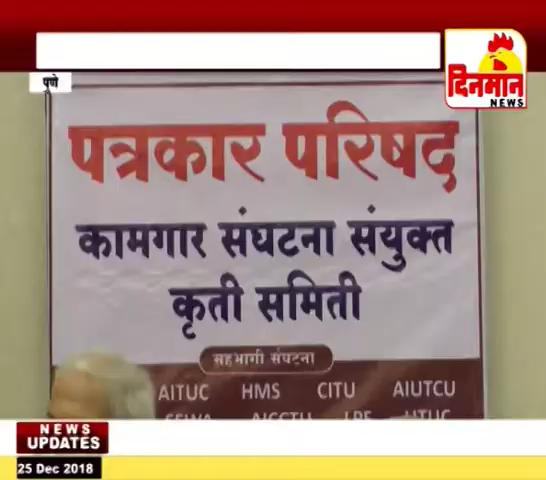 पुणे
दिनमान
NEWS
पत्रकार परिषद
कामगार संघटना संयुक्त
कृती समिती
सहभागी संघटना
AITUC HMS CITU AIUTCU
NEWS
UPDATES
25 Dec 2018